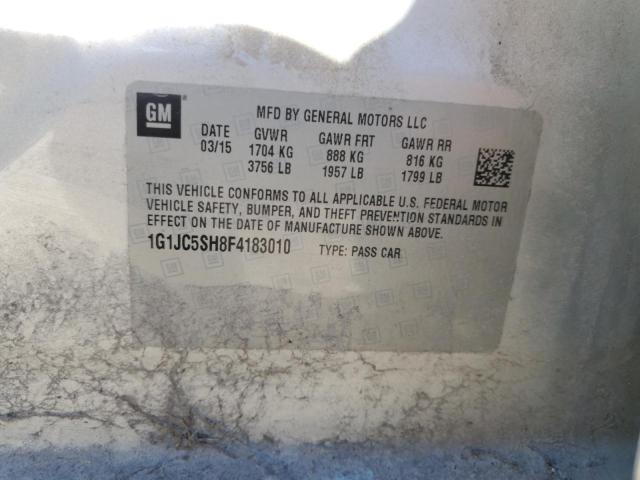 GM ® MFD BY GENERAL MOTORS LLC
DATE GVWR GAWR FRT GAWR RR
03/15 1704 KG 888 KG 816 KG
3756 LB 1957 LB 1799 LB
THIS VEHICLE CONFORMS TO ALL APPLICABLE U.S. FEDERAL MOTOR
VEHICLE SAFETY, BUMPER, AND THEFT PREVENTION STANDARDS IN
EFFECT ON THE DATE OF MANUFACTURE SHOWN ABOVE.
1G1JC5SH8F4183010 TYPE: PASS CAR